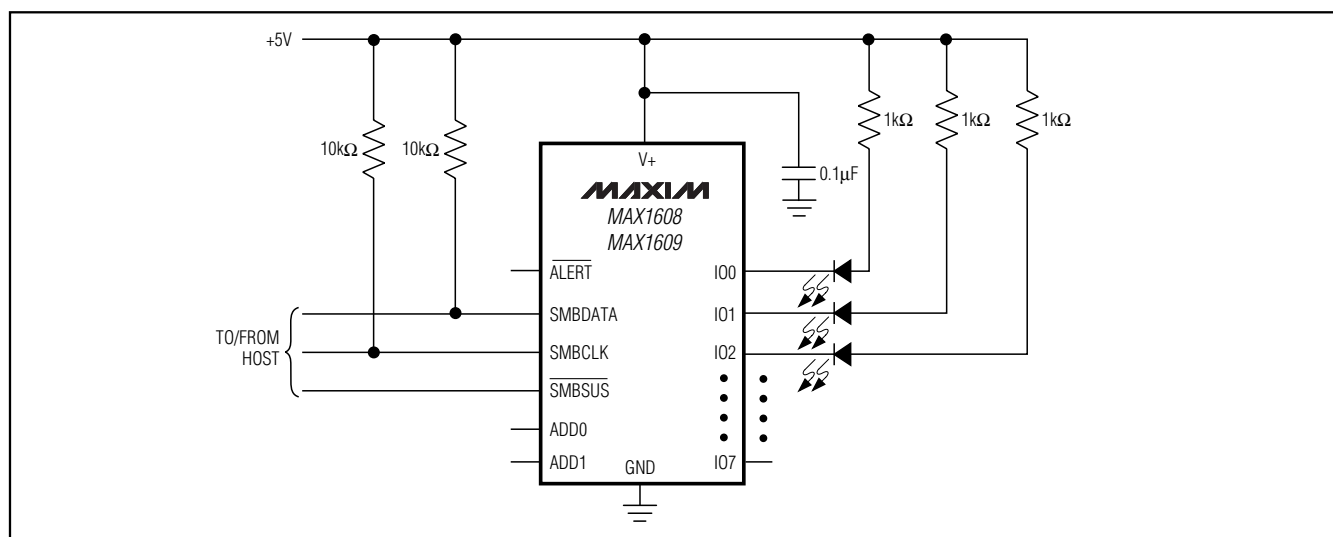 +5V
10kΩ
10kΩ
1kΩ
1kΩ
1kΩ
0.1μF
V+
MAXIM
MAX1608
MAX1609
ALERT
IO0
SMBDATA
IO1
TO/FROM
HOST
SMBCLK
IO2
SMBSUS
ADD0
ADD1
GND
IO7